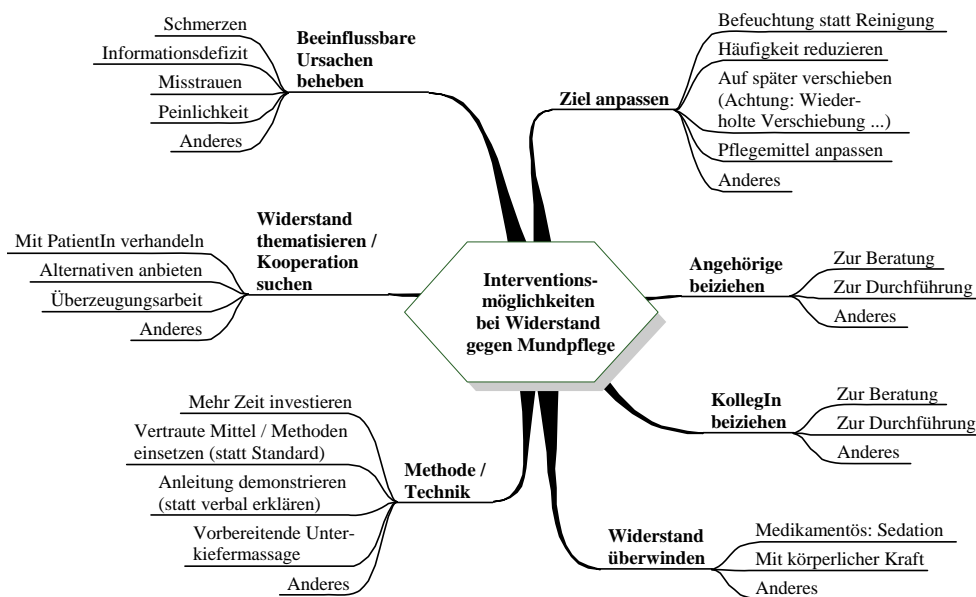 Schmerzen
Informationsdefizit
Misstrauen
Peinlichkeit
Anderes
Beeinflussbare
Ursachen
beheben
Mit PatientIn verhandeln
Alternativen anbieten
Überzeugungsarbeit
Anderes
Widerstand
thematisieren /
Kooperation
suchen
Mehr Zeit investieren
Vertraute Mittel / Methoden
einsetzen (statt Standard)
Anleitung demonstrieren
(statt verbal erklären)
Vorbereitende Unter-
kiefermassage
Anderes
Methode /
Technik
Interventions-
möglichkeiten
bei Widerstand
gegen Mundpflege
Ziel anpassen
Befeuchtung statt Reinigung
Häufigkeit reduzieren
Auf später verschieben
(Achtung: Wieder-
holte Verschiebung ...)
Pflegemittel anpassen
Anderes
Angehörige
beiziehen
Zur Beratung
Zur Durchführung
Anderes
KollegIn
beiziehen
Zur Beratung
Zur Durchführung
Anderes
Widerstand
überwinden
Medikamentös: Sedation
Mit körperlicher Kraft
Anderes